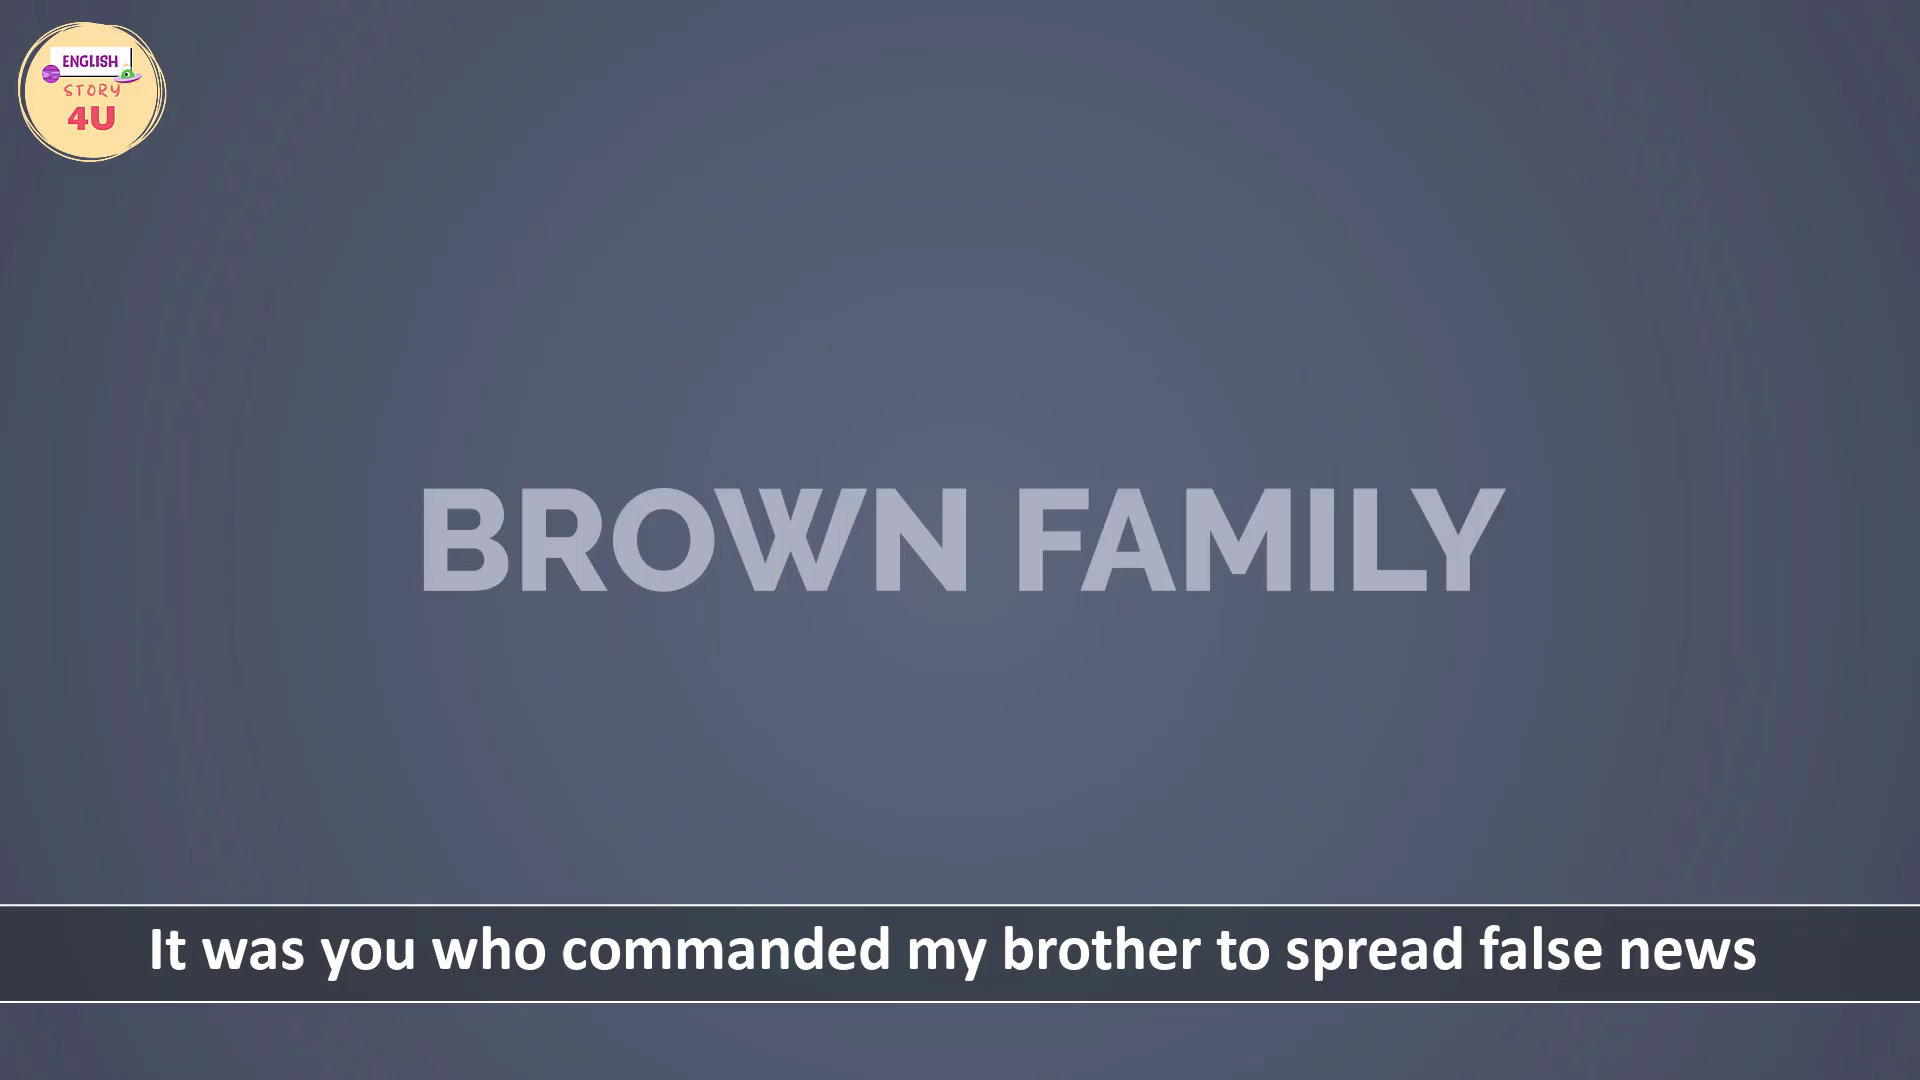 ENGLISH
STORY
4U
BROWN FAMILY
It was you who commanded my brother to spread false news